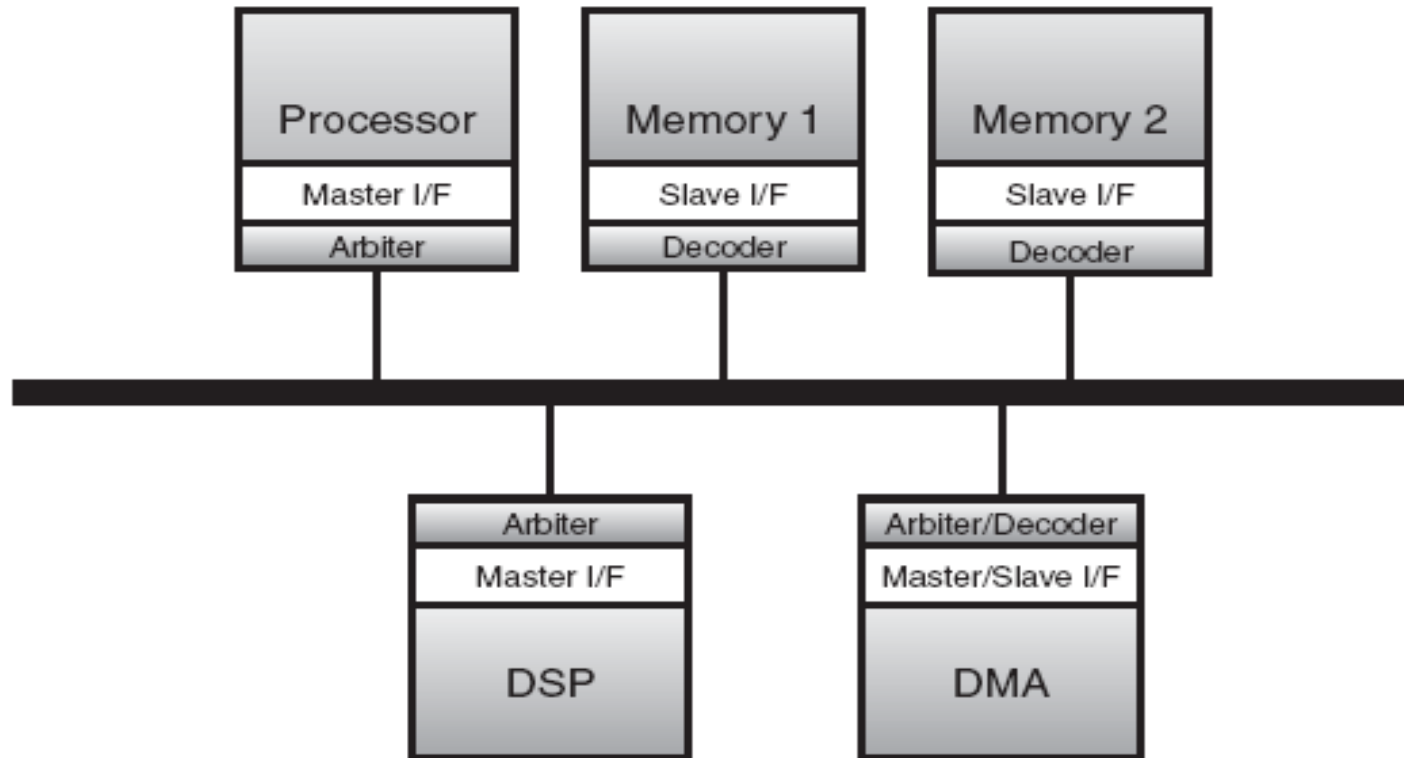 Processor
Master I/F
Arbiter
Memory 1
Slave I/F
Decoder
Memory 2
Slave I/F
Decoder
Arbiter
Master I/F
DSP
Arbiter/Decoder
Master/Slave I/F
DMA